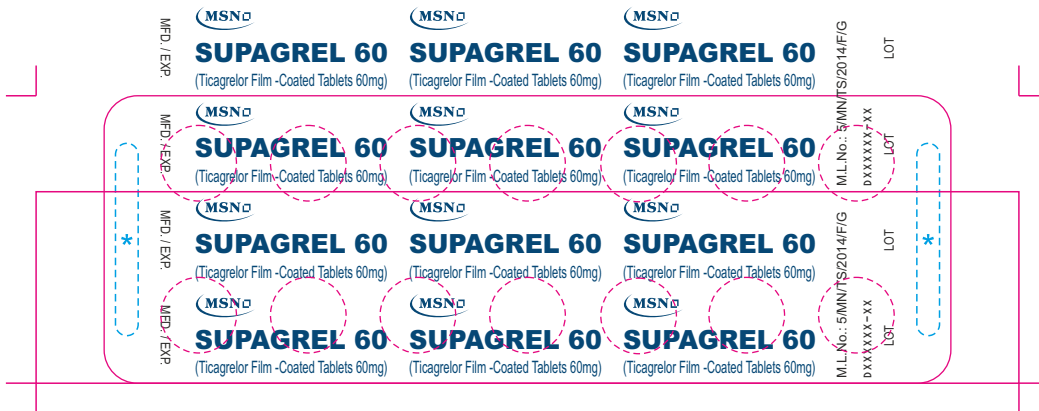 MFD. / EXP.
MSN MSN MSN
SUPAGREL 60 SUPAGREL 60 SUPAGREL 60
(Ticagrelor Film -Coated Tablets 60mg) (Ticagrelor Film -Coated Tablets 60mg) (Ticagrelor Film -Coated Tablets 60mg)
M.L.No.: 5/MN/TS/2014/F/G
LOT
MFD. / EXP.
MSN MSN MSN
SUPAGREL 60 SUPAGREL 60 SUPAGREL 60
(Ticagrelor Film -Coated Tablets 60mg) (Ticagrelor Film -Coated Tablets 60mg) (Ticagrelor Film -Coated Tablets 60mg)
DXXXXXX-XX
LOT
*
MFD. / EXP.
MSN MSN MSN
SUPAGREL 60 SUPAGREL 60 SUPAGREL 60
(Ticagrelor Film -Coated Tablets 60mg) (Ticagrelor Film -Coated Tablets 60mg) (Ticagrelor Film -Coated Tablets 60mg)
M.L.No.: 5/MN/TS/2014/F/G
LOT
*
MFD. / EXP.
MSN MSN MSN
SUPAGREL 60 SUPAGREL 60 SUPAGREL 60
(Ticagrelor Film -Coated Tablets 60mg) (Ticagrelor Film -Coated Tablets 60mg) (Ticagrelor Film -Coated Tablets 60mg)
DXXXXXX-XX
LOT